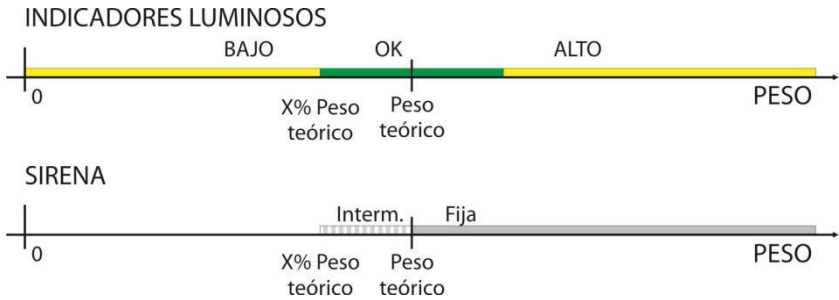 INDICADORES LUMINOSOS
BAJO OK ALTO
0 X% Peso teórico Peso teórico PESO
SIRENA
Interm. Fija
0 X% Peso teórico Peso teórico PESO